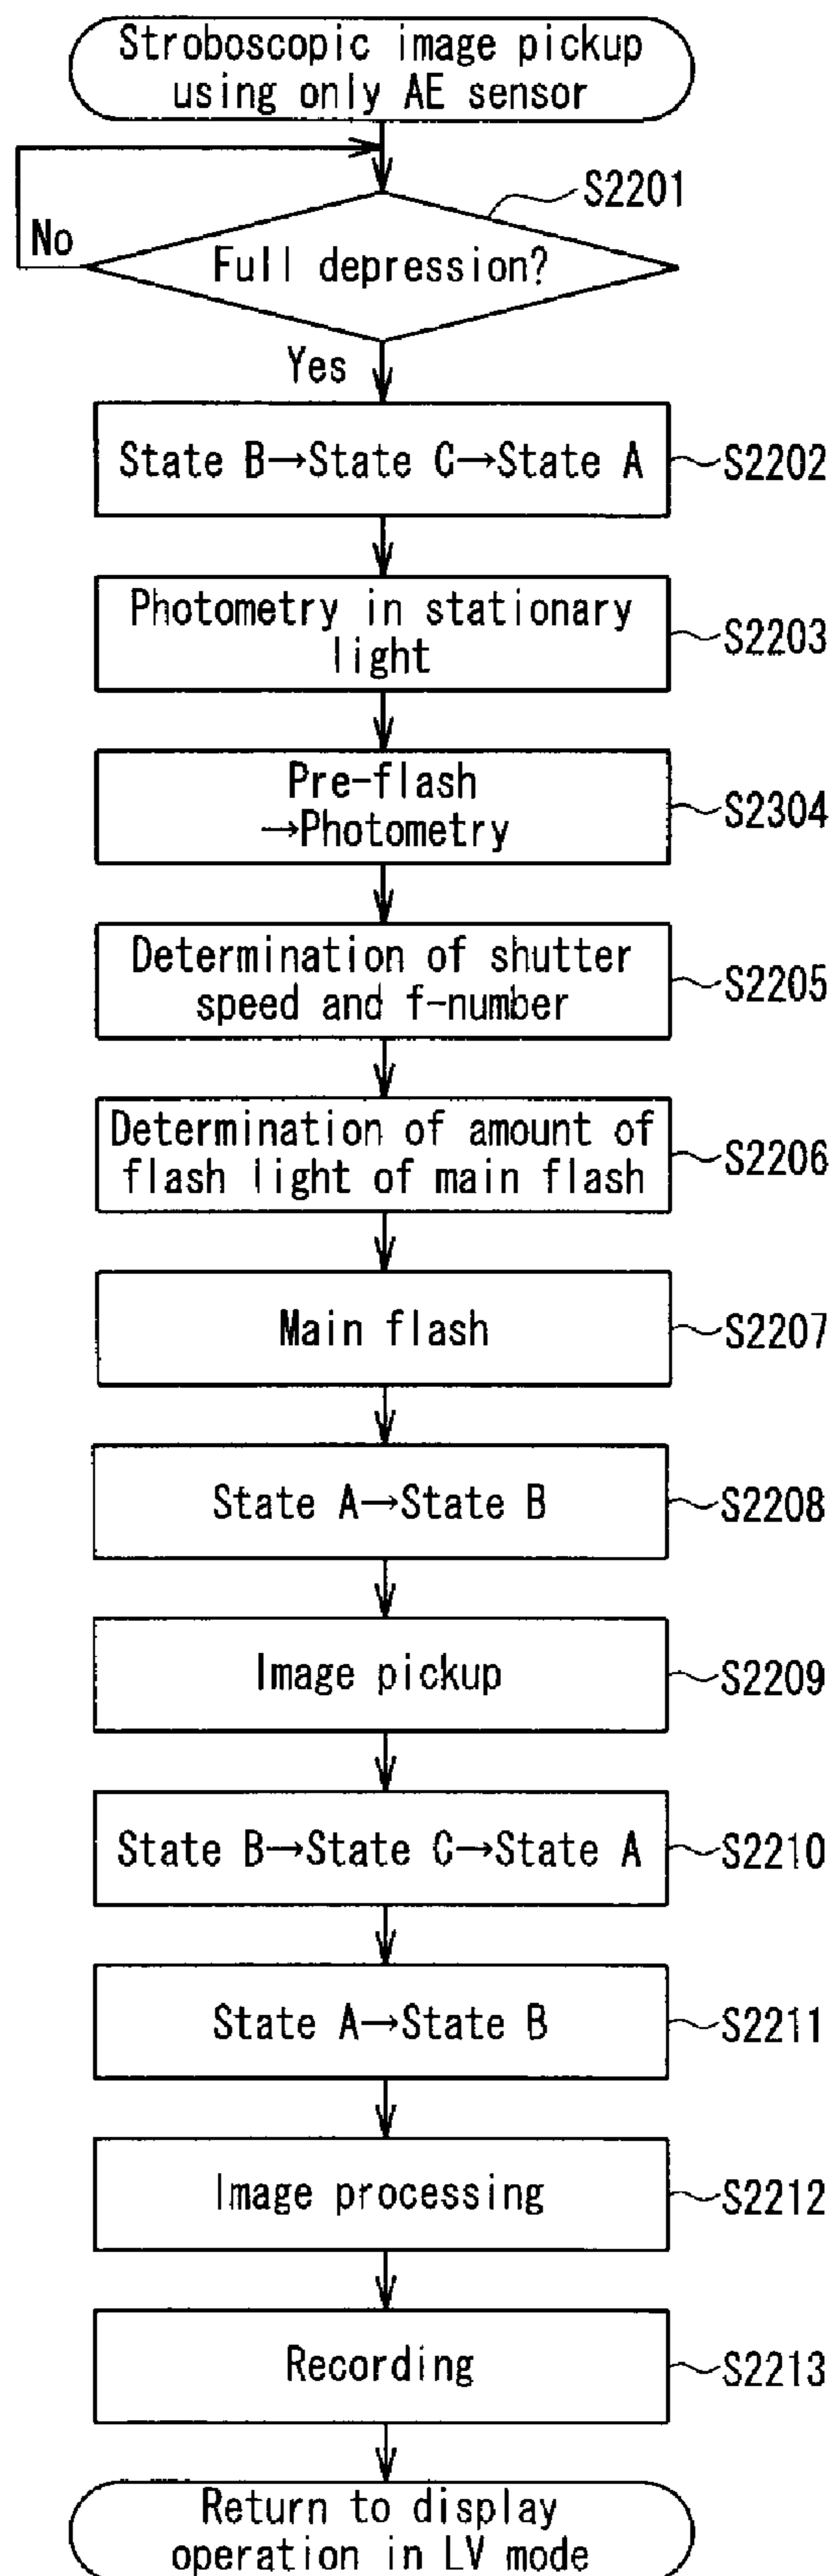 Stroboscopic image pickup
using only AE sensor
S2201
No
Full depression?
Yes
State B→State C→State A
S2202
Photometry in stationary
light
S2203
Pre-flash
→Photometry
S2304
Determination of shutter
speed and f-number
S2205
Determination of amount of
flash light of main flash
S2206
Main flash
S2207
State A→State B
S2208
Image pickup
S2209
State B→State C→State A
S2210
State A→State B
S2211
Image processing
S2212
Recording
S2213
Return to display
operation in LV mode